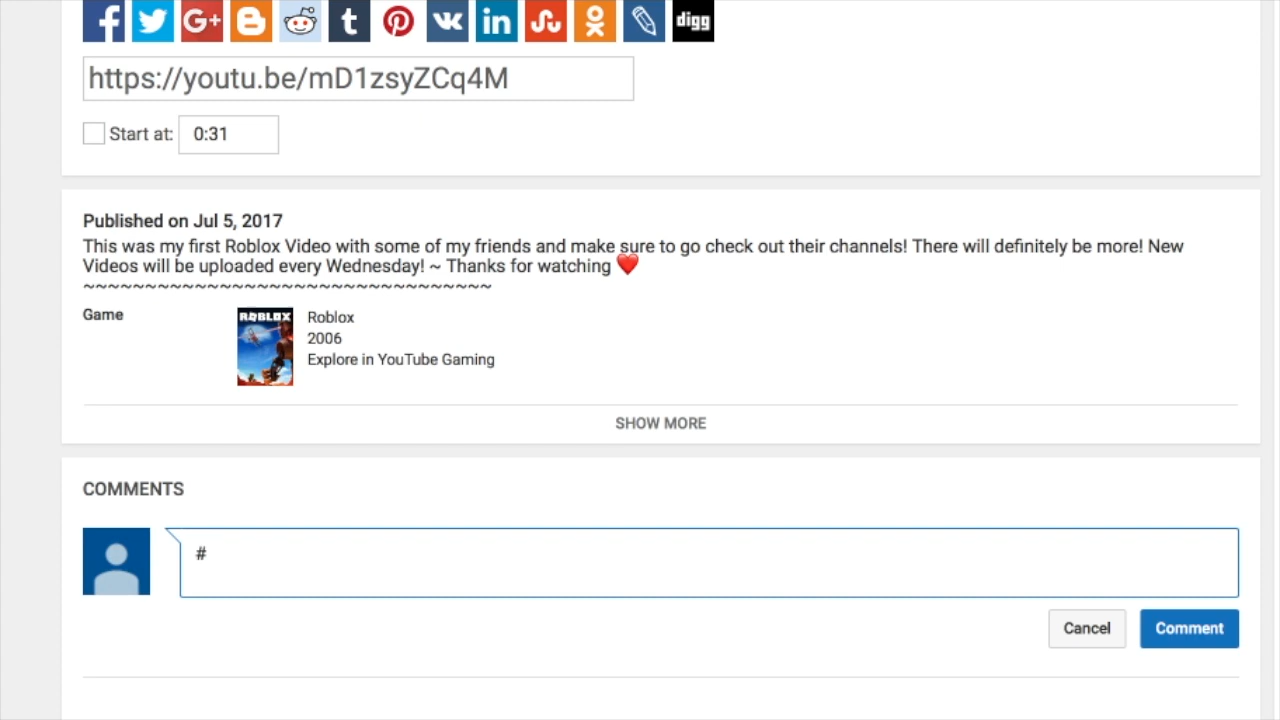 G+
t
in
digg
https://youtu.be/mD1zsyZCq4M
Start at: 0:31
Published on Jul 5, 2017
This was my first Roblox Video with some of my friends and make sure to go check out their channels! There will definitely be more! New
Videos will be uploaded every Wednesday! ~ Thanks for watching ❤️
~~~~~~~~~~~~~~~~~~~~~~~~~~~~~~~~~
Game
ROBLOX
Roblox
2006
Explore in YouTube Gaming
SHOW MORE
COMMENTS
#
Cancel
Comment